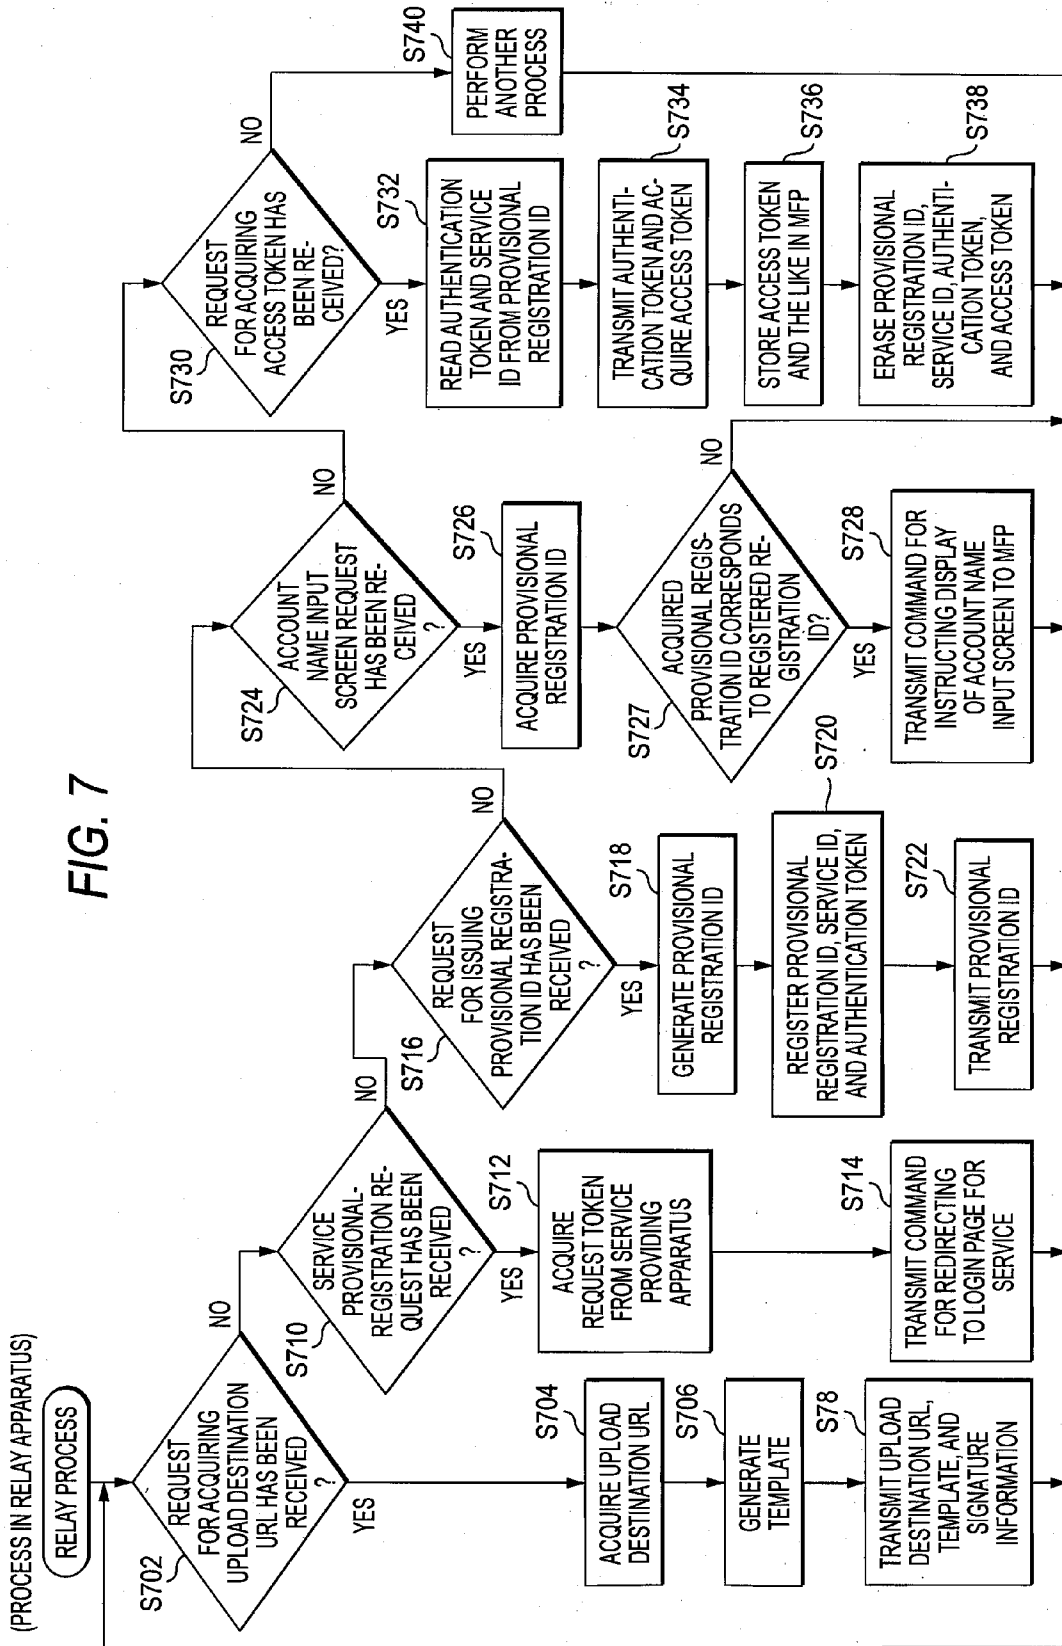 FIG. 7
(PROCESS IN RELAY APPARATUS)
RELAY PROCESS
S702
REQUEST
FOR ACQUIRING
UPLOAD DESTINATION
URL HAS BEEN
RECEIVED
?
NO
YES
S704
ACQUIRE UPLOAD
DESTINATION URL
S706
GENERATE
TEMPLATE
S78
TRANSMIT UPLOAD
DESTINATION URL,
TEMPLATE, AND
SIGNATURE
INFORMATION
S710
SERVICE
PROVISIONAL-
REGISTRATION RE-
QUEST HAS BEEN
RECEIVED
?
NO
YES
S712
ACQUIRE
REQUEST TOKEN
FROM SERVICE
PROVIDING
APPARATUS
S714
TRANSMIT COMMAND
FOR REDIRECTING
TO LOGIN PAGE FOR
SERVICE
S716
REQUEST
FOR ISSUING
PROVISIONAL REGISTRA-
TION ID HAS BEEN
RECEIVED
?
NO
YES
S718
GENERATE PROVISIONAL
REGISTRATION ID
S720
REGISTER PROVISIONAL
REGISTRATION ID, SERVICE ID,
AND AUTHENTICATION TOKEN
S722
TRANSMIT PROVISIONAL
REGISTRATION ID
S724
ACCOUNT
NAME INPUT
SCREEN REQUEST
HAS BEEN RE-
CEIVED
?
NO
YES
S726
ACQUIRE PROVISIONAL
REGISTRATION ID
S727
ACQUIRED
PROVISIONAL REGIS-
TRATION ID CORRESPONDS
TO REGISTERED RE-
GISTRATION
ID?
NO
YES
S728
TRANSMIT COMMAND FOR
INSTRUCTING DISPLAY
OF ACCOUNT NAME
INPUT SCREEN TO MFP
S730
REQUEST
FOR ACQUIRING
ACCESS TOKEN HAS
BEEN RE-
CEIVED?
NO
YES
S732
READ AUTHENTICATION
TOKEN AND SERVICE
ID FROM PROVISIONAL
REGISTRATION ID
S734
TRANSMIT AUTHENTI-
CATION TOKEN AND AC-
QUIRE ACCESS TOKEN
S736
STORE ACCESS TOKEN
AND THE LIKE IN MFP
S738
ERASE PROVISIONAL
REGISTRATION ID,
SERVICE ID, AUTHENTI-
CATION TOKEN,
AND ACCESS TOKEN
S740
PERFORM
ANOTHER
PROCESS